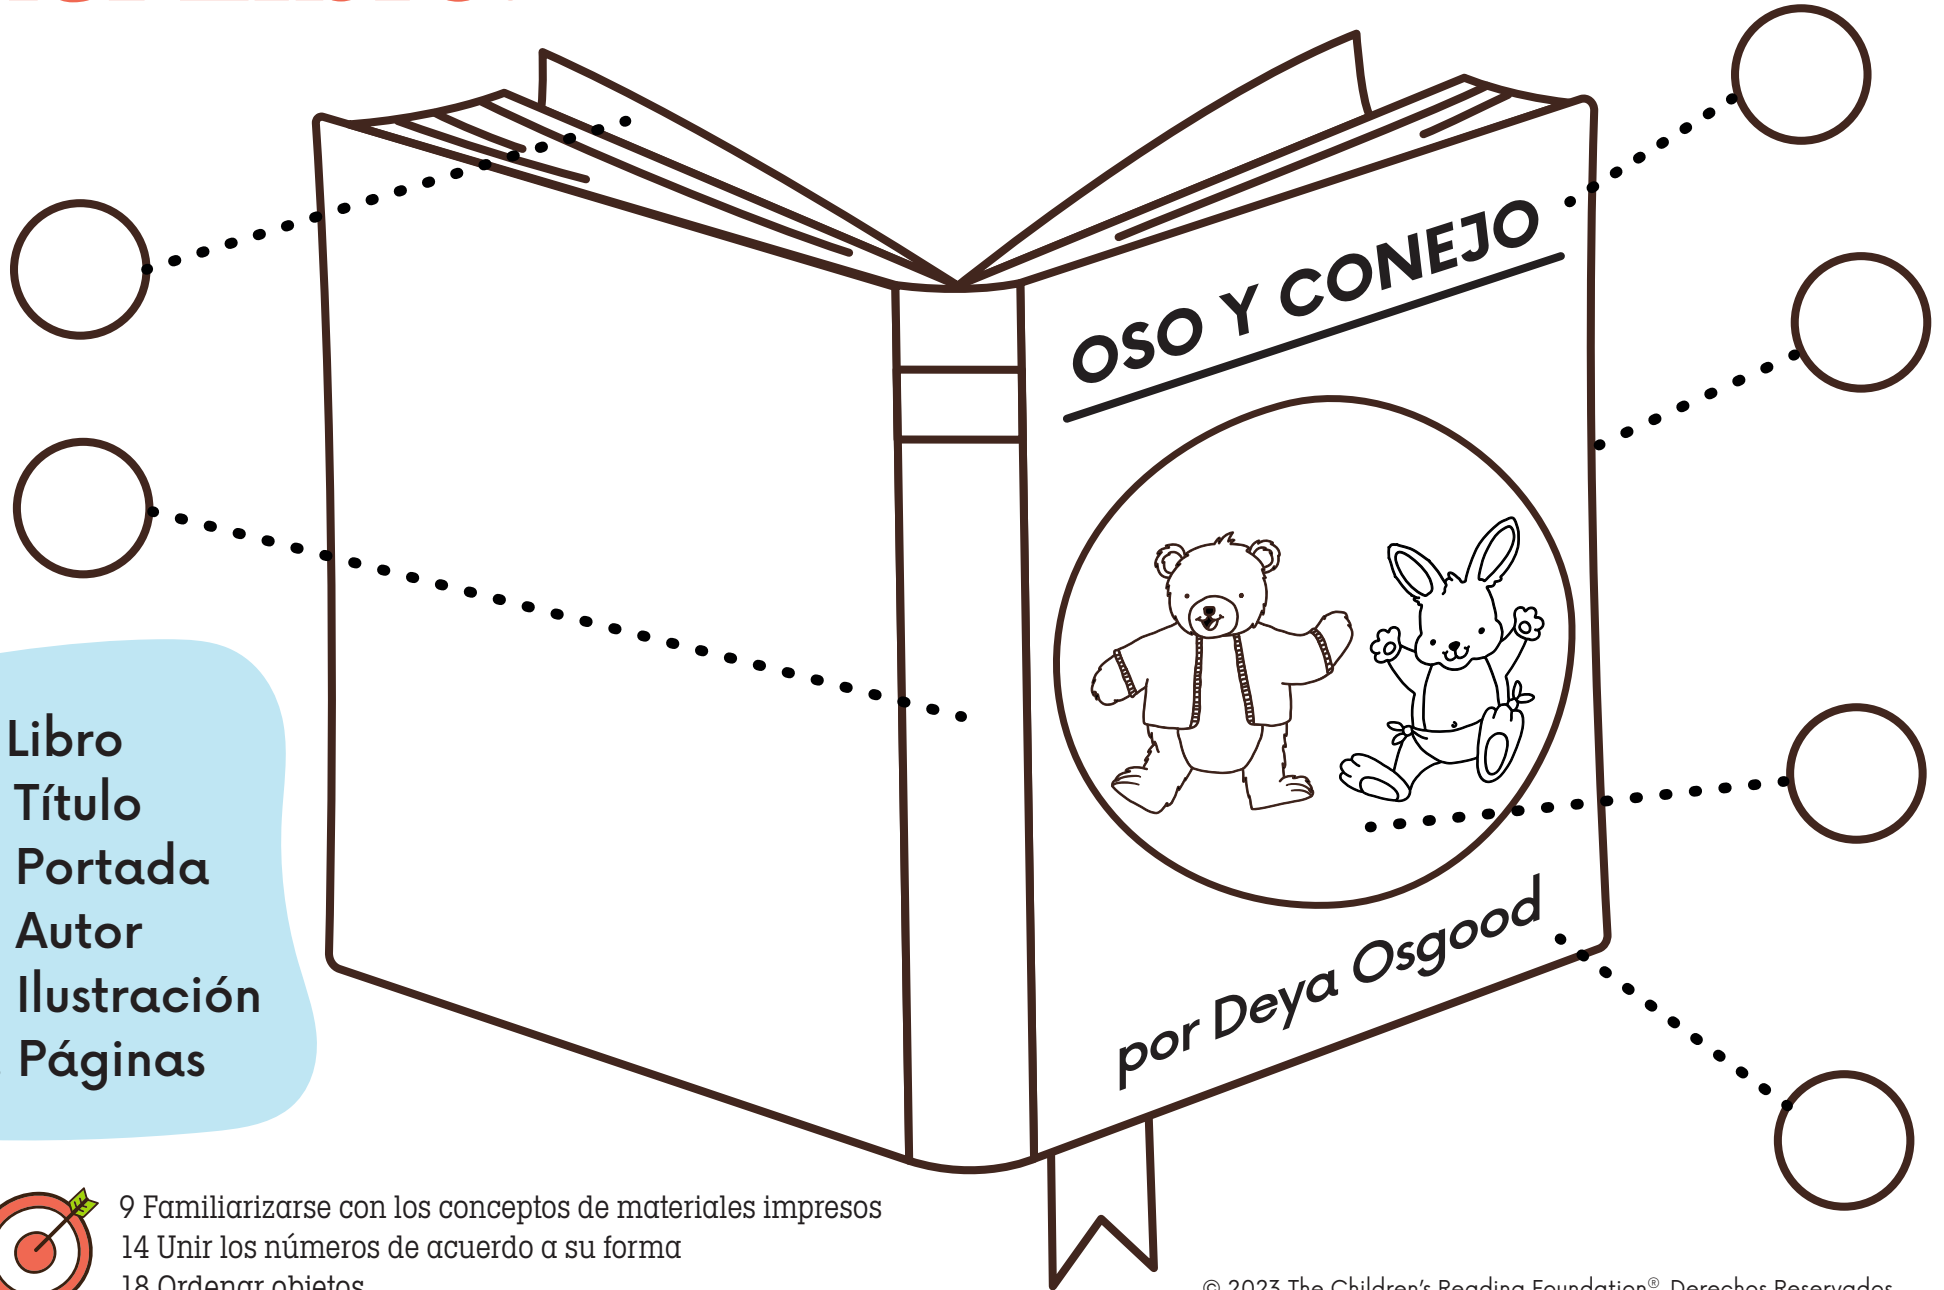 OSO Y CONEJO
por Deya Osgood
Libro
Título
Portada
Autor
Ilustración
Páginas
9 Familiarizarse con los conceptos de materiales impresos
14 Unir los números de acuerdo a su forma
18 Ordenar objetos
© 2023 The Children's Reading Foundation®. Derechos Reservados